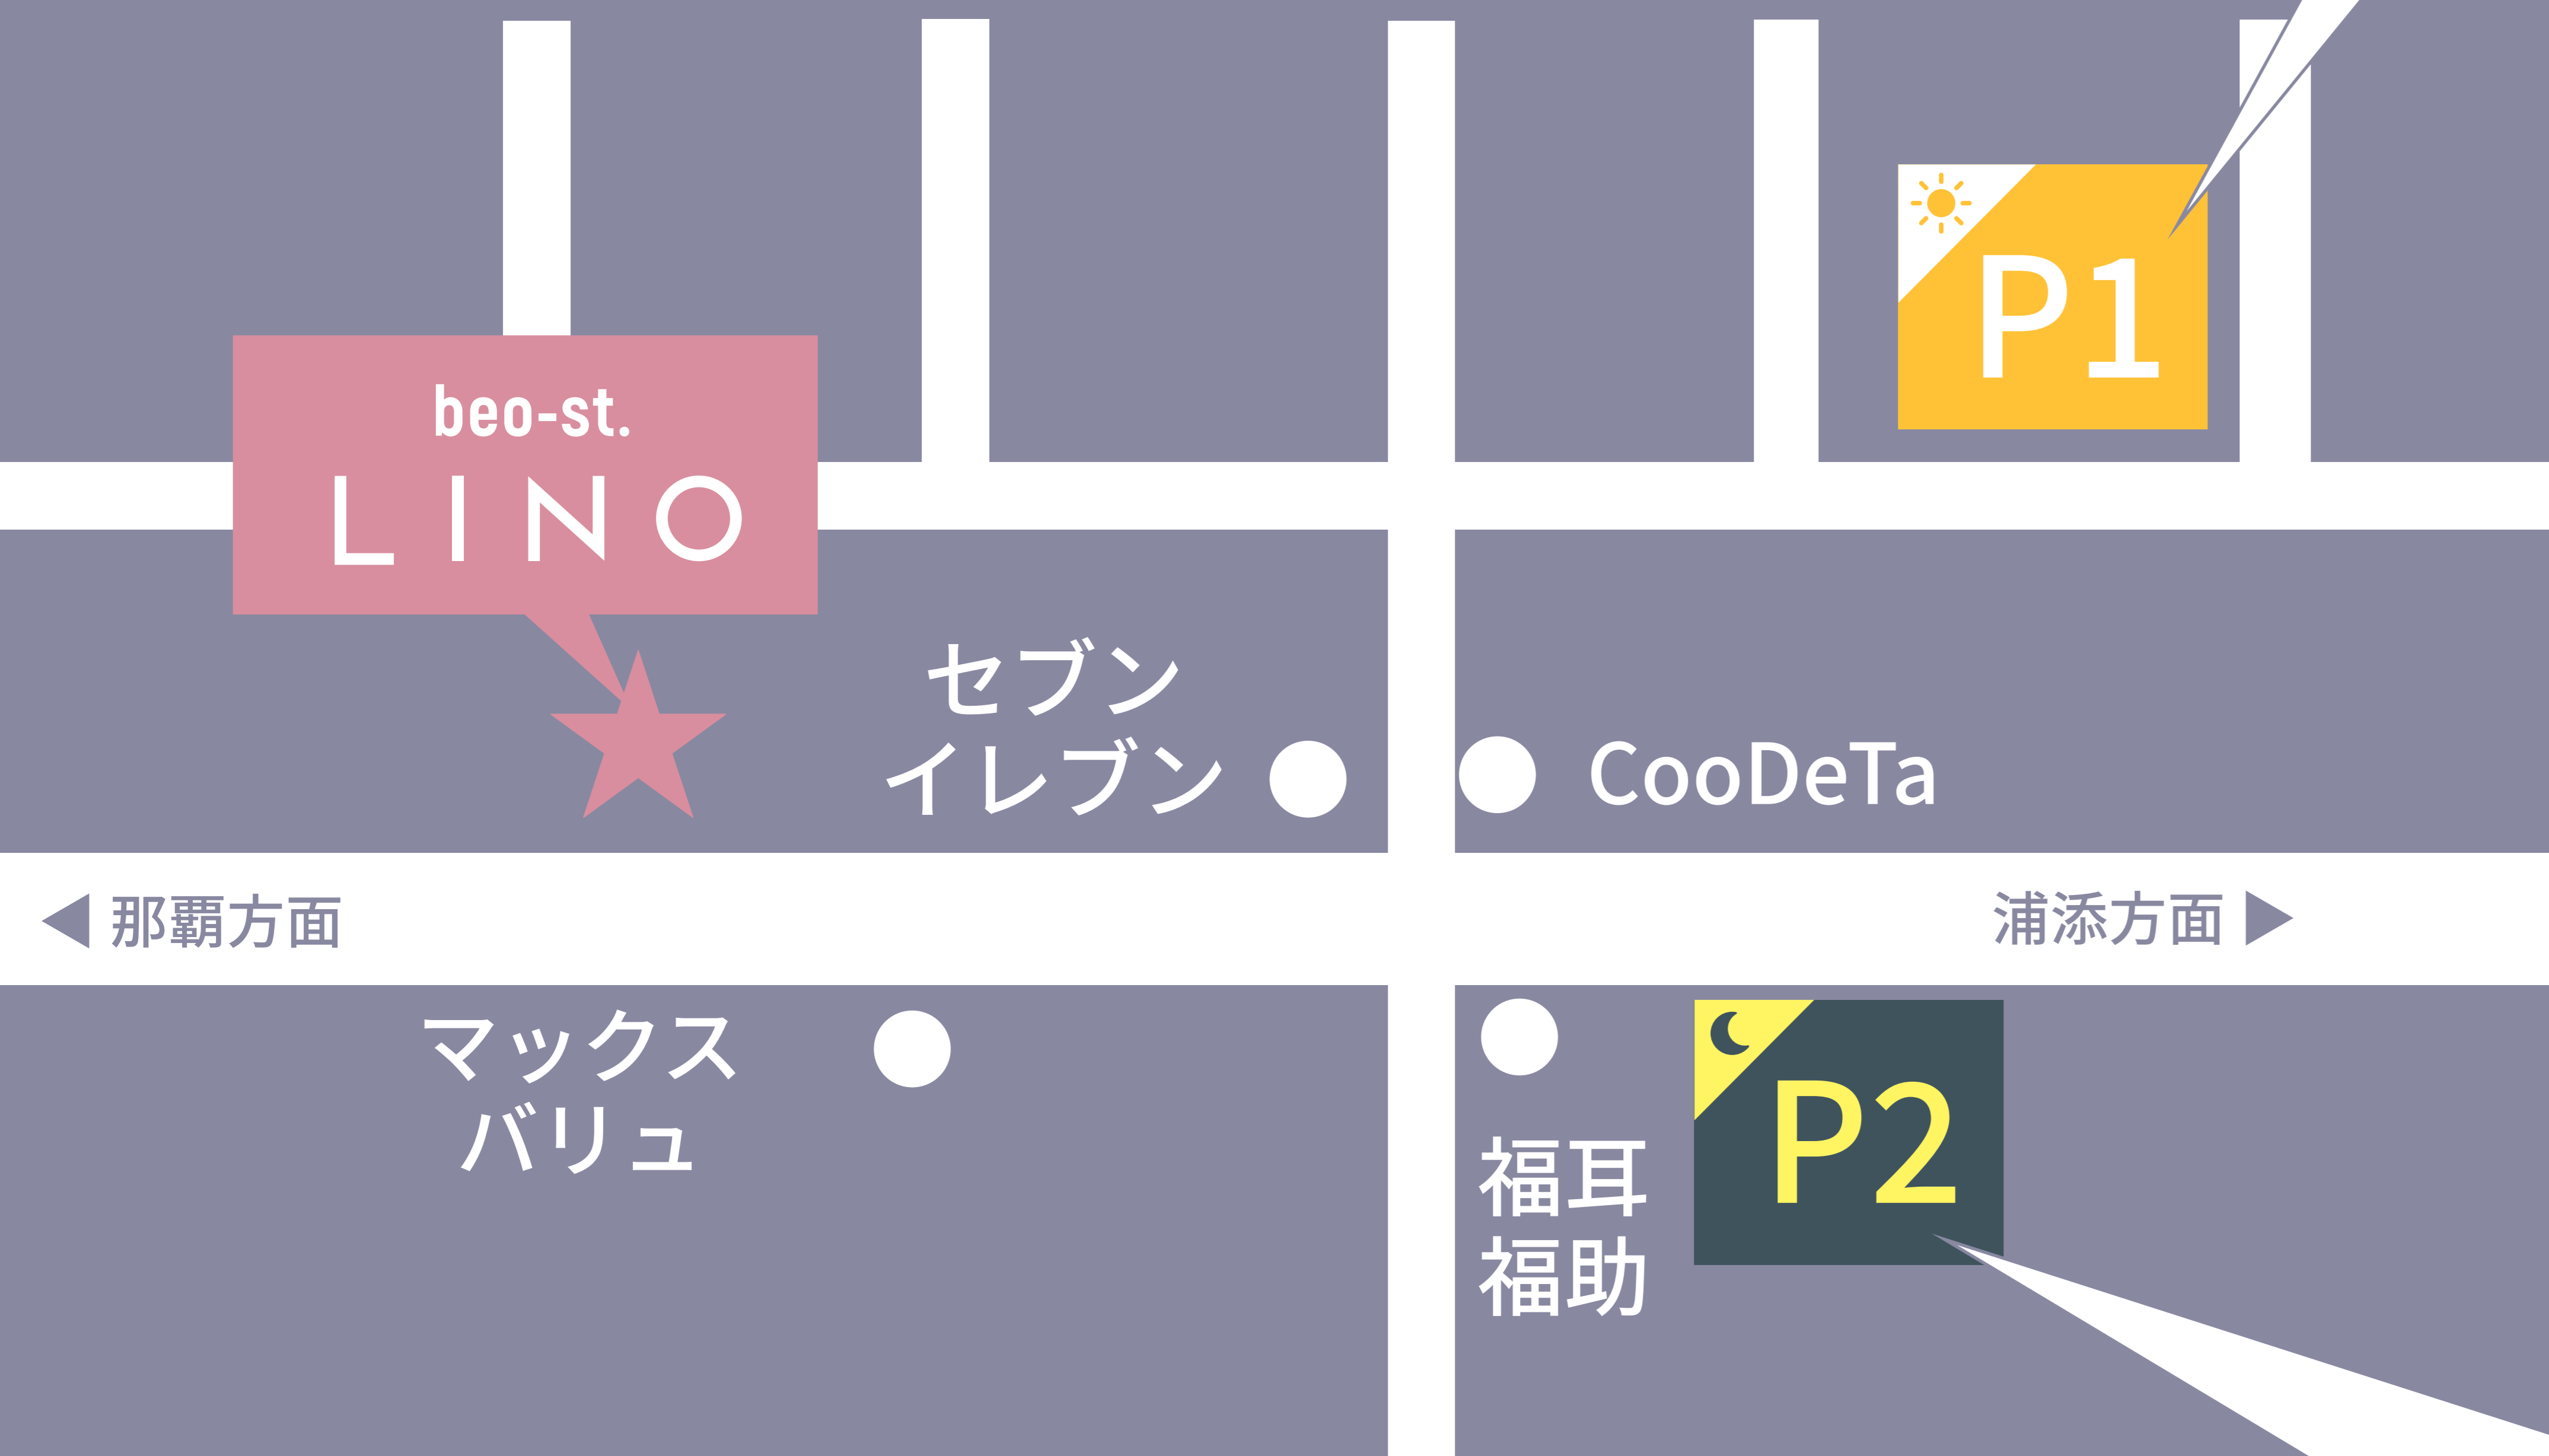 P1
beo-st.
LINO
セブン
イレブン
CooDeTa
那覇方面
浦添方面
マックス
バリュ
福耳
福助
P2